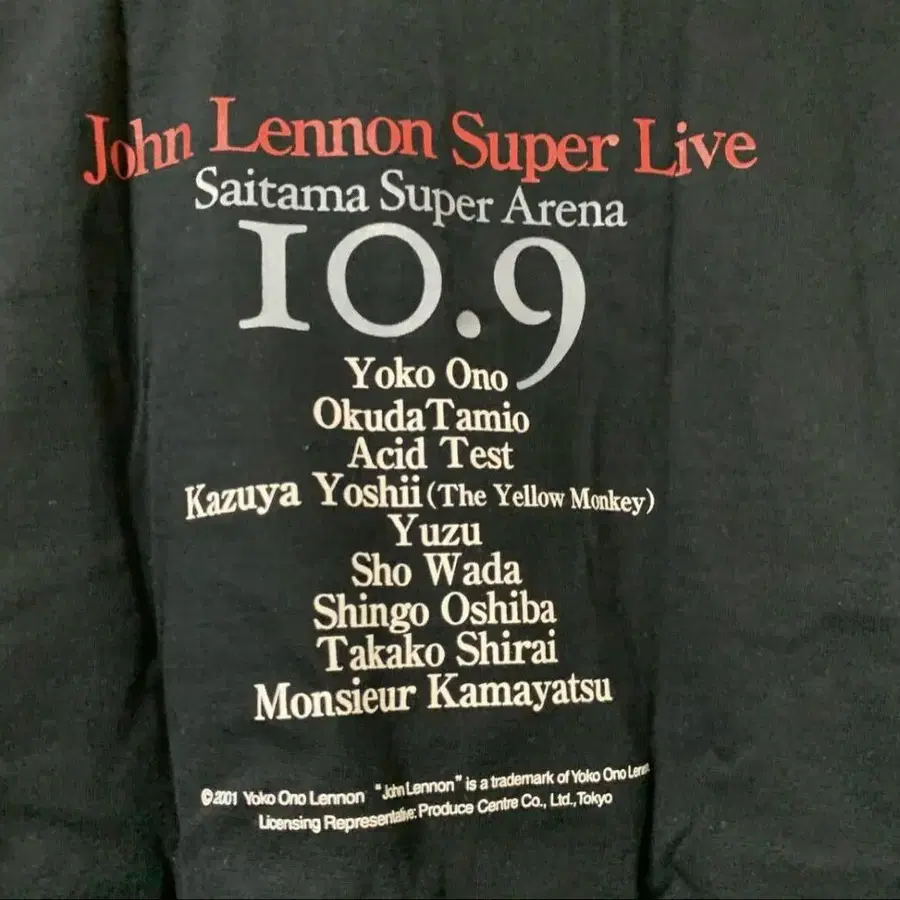 John Lennon Super Live
Saitama Super Arena
10.9
Yoko Ono
Okuda Tamio
Acid Test
Kazuya Yoshii (The Yellow Monkey)
Yuzu
Sho Wada
Shingo Oshiba
Takako Shirai
Monsieur Kamayatsu
©2001 Yoko Ono Lennon "John Lennon" is a trademark of Yoko Ono Lennon
Licensing Representative: Produce Centre Co., Ltd., Tokyo